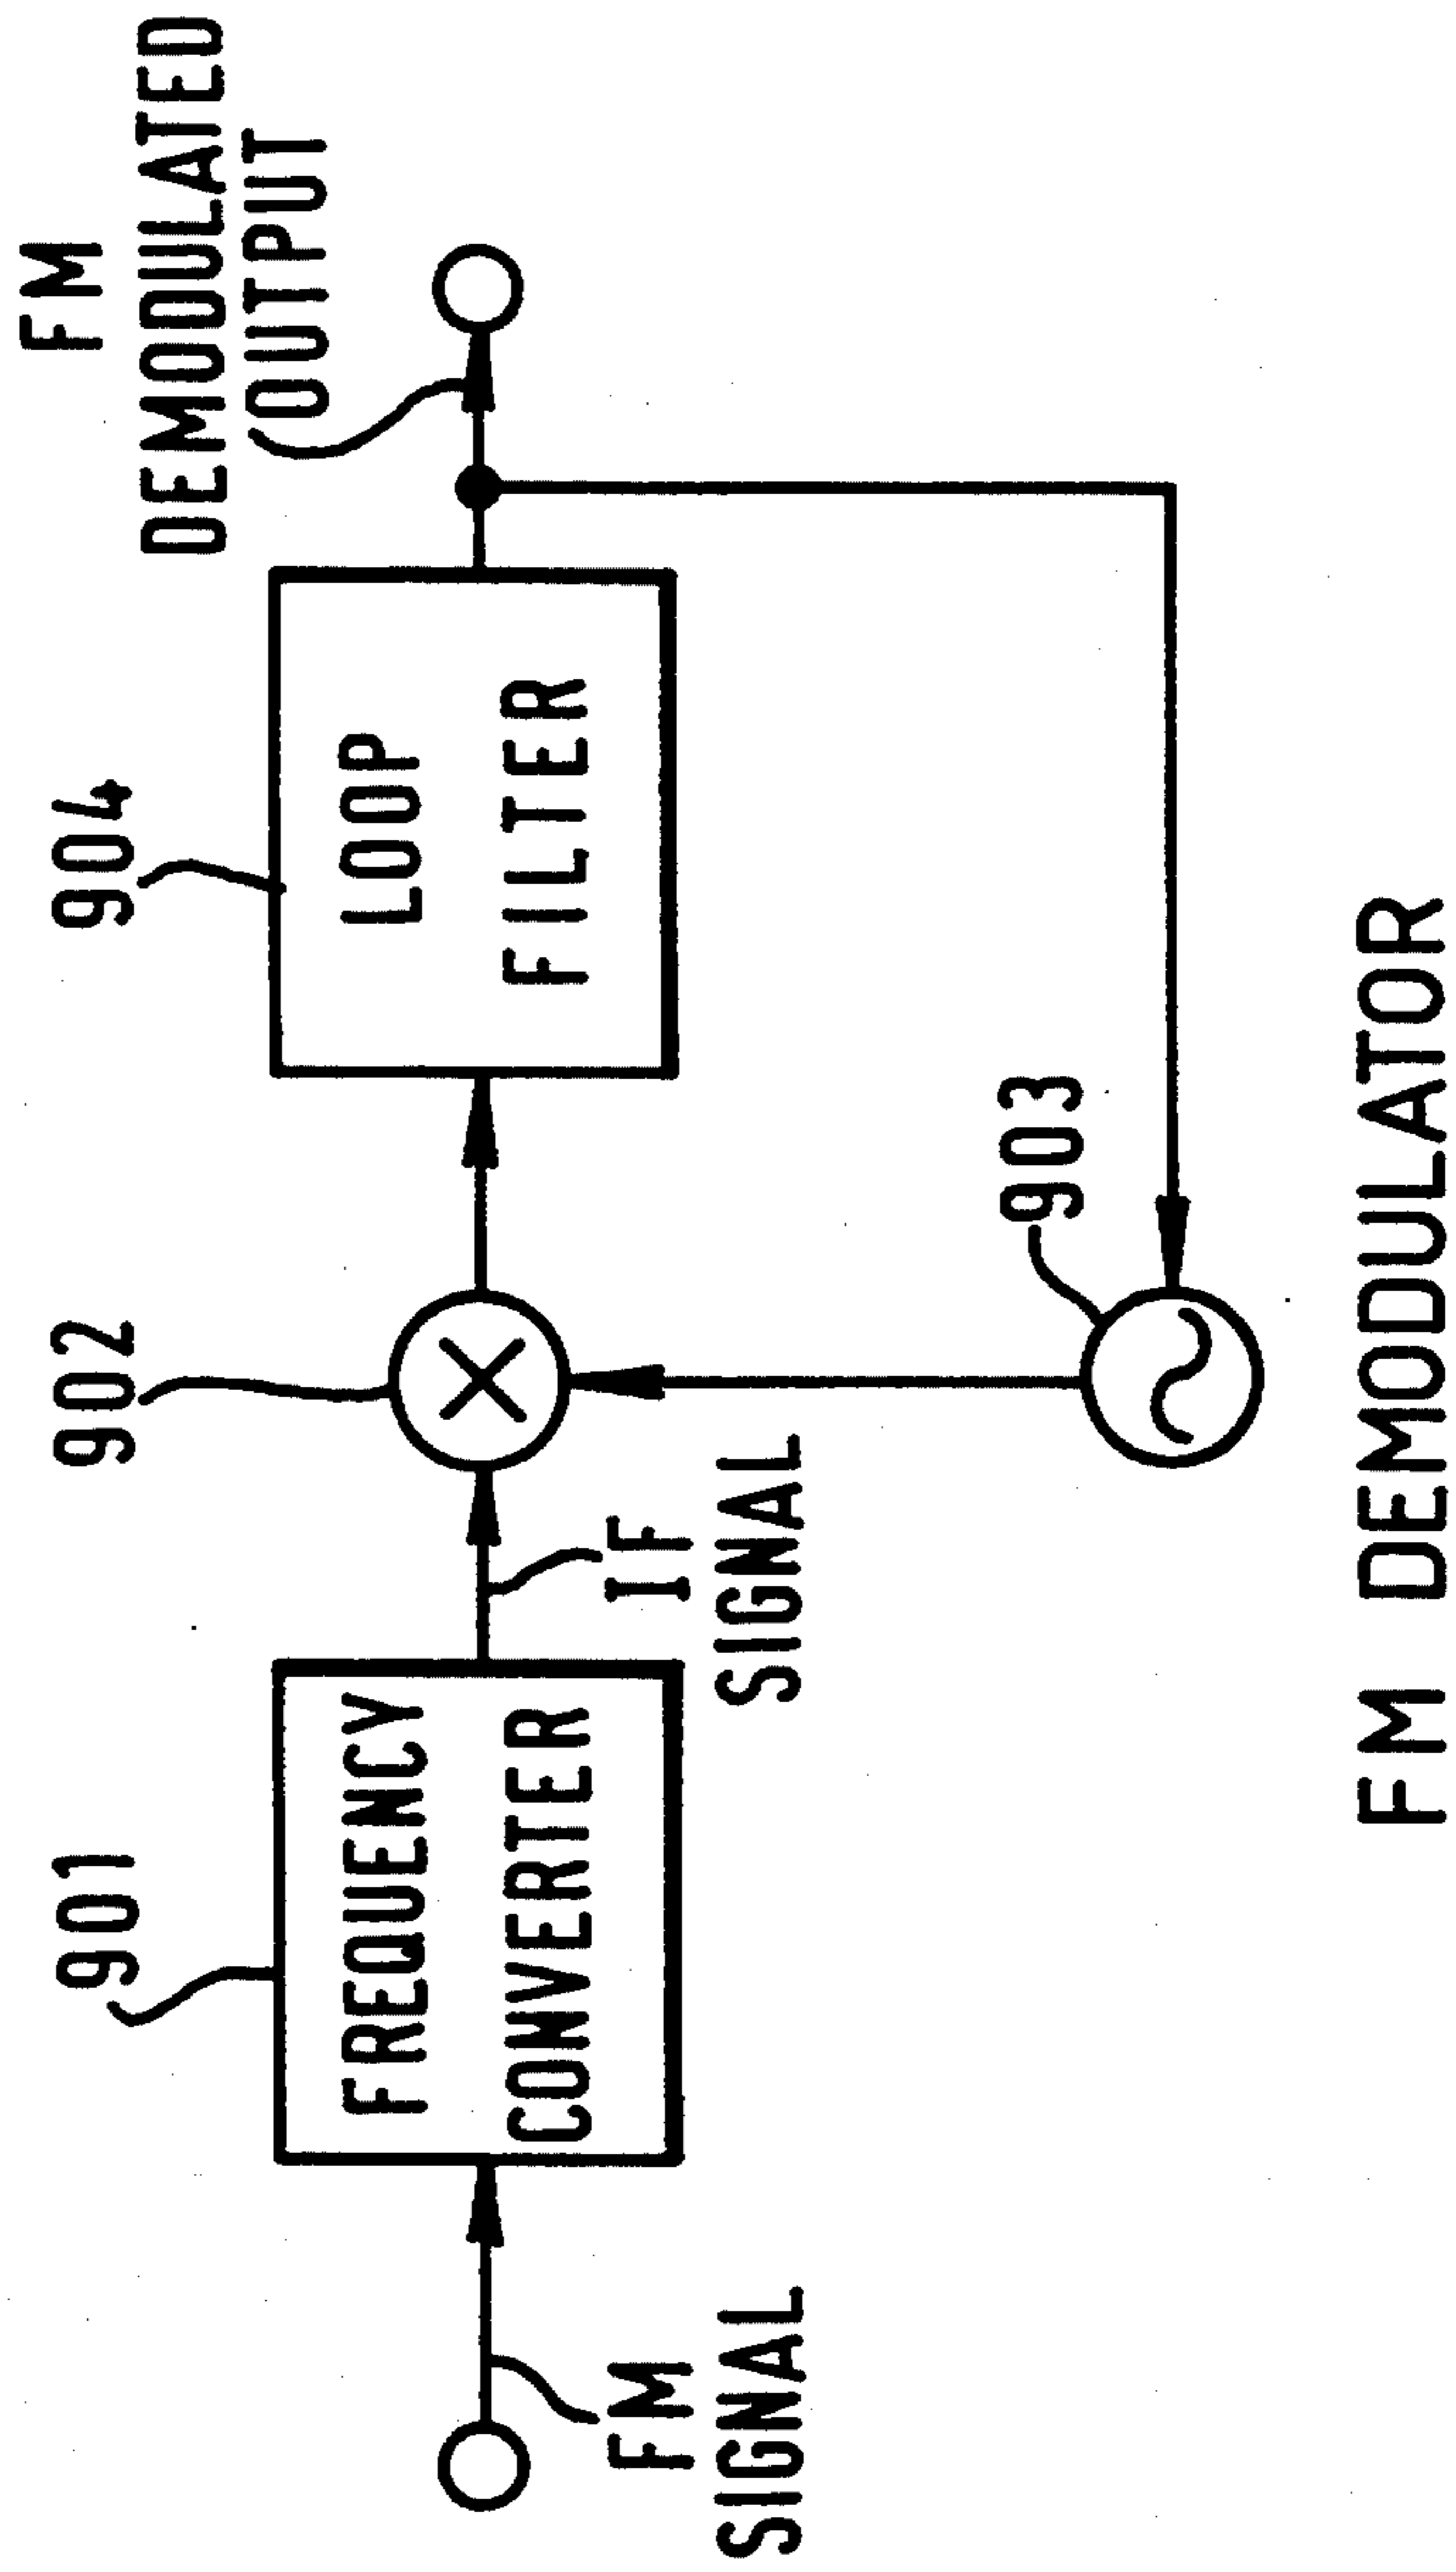 FM
DEMODULATED
OUTPUT
901
902
904
FREQUENCY
CONVERTER
LOOP
FILTER
FM
SIGNAL
IF
SIGNAL
903
FM DEMODULATOR